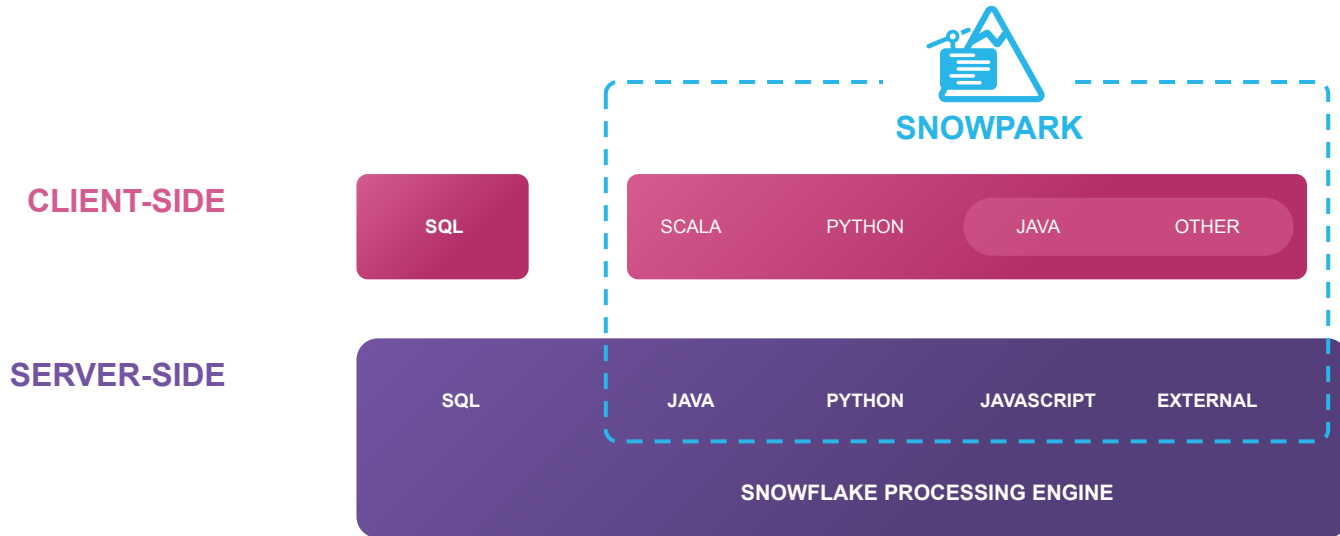 SNOWPARK
CLIENT-SIDE
SQL
SCALA PYTHON JAVA OTHER
SERVER-SIDE
SQL JAVA PYTHON JAVASCRIPT EXTERNAL
SNOWFLAKE PROCESSING ENGINE